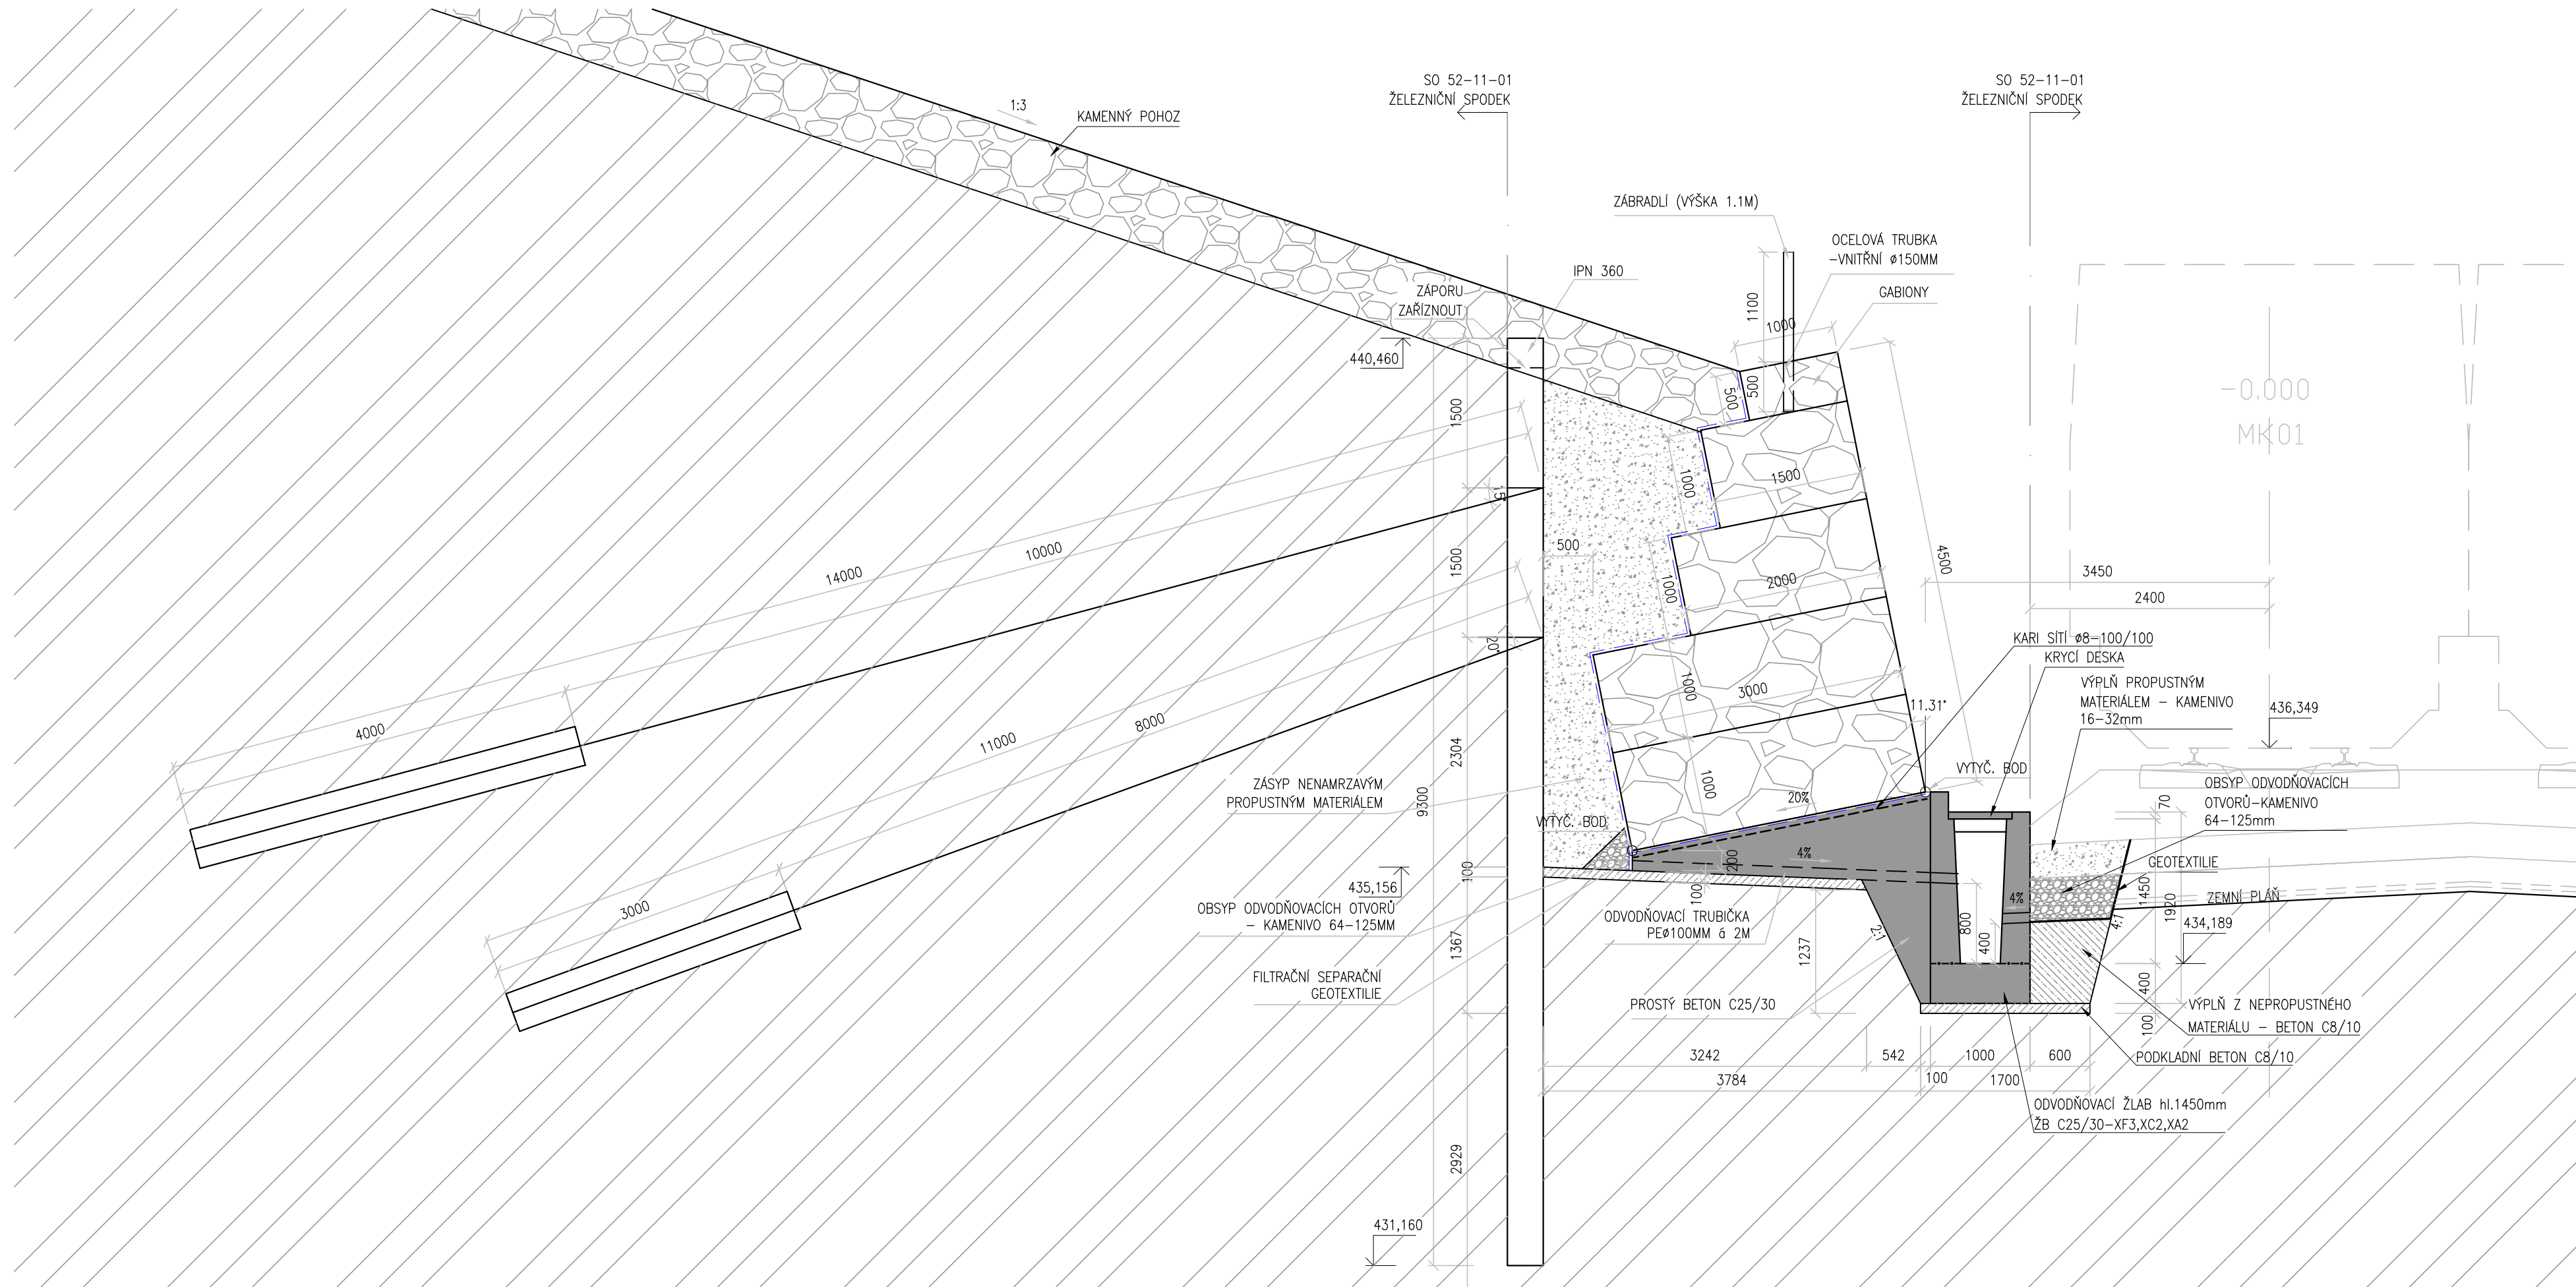 SO 52-11-01
ŽELEZNIČNÍ SPODEK
SO 52-11-01
ŽELEZNIČNÍ SPODEK
1:3
KAMENNÝ POHOZ
ZÁBRADLÍ (VÝŠKA 1.1M)
OCELOVÁ TRUBKA
-VNITŘNÍ ø150MM
GABIONY
IPN 360
ZÁPORU
ZAŘÍZNOUT
440,460
1100
1000
500
500
-0.000
MK01
1500
15°
1000
1500
10000
14000
1500
500
1000
2000
4500
3450
2400
20°
KARI SÍTÍ ø8-100/100
KRYCÍ DESKA
VÝPLŇ PROPUSTNÝM
MATERIÁLEM - KAMENIVO
16-32mm
1000
3000
11.31°
436,349
4000
11000
8000
2304
9300
ZÁSYP NENAMRZAVÝM
PROPUSTNÝM MATERIÁLEM
1000
20%
VYTYČ. BOD
VYTYČ. BOD
OBSYP ODVODŇOVACÍCH
OTVORŮ-KAMENIVO
64-125mm
70
4%
200
100
100
435,156
GEOTEXTILIE
1450
1920
ZEMNÍ PLÁŇ
4%
4:1
434,189
3000
OBSYP ODVODŇOVACÍCH OTVORŮ
- KAMENIVO 64-125MM
ODVODŇOVACÍ TRUBIČKA
PEø100MM á 2M
2:1
800
400
1367
1237
FILTRAČNÍ SEPARAČNÍ
GEOTEXTILIE
PROSTÝ BETON C25/30
400
100
VÝPLŇ Z NEPROPUSTNÉHO
MATERIÁLU - BETON C8/10
PODKLADNÍ BETON C8/10
3242
542
1000
600
3784
100
1700
ODVODŇOVACÍ ŽLAB hl.1450mm
ŽB C25/30-XF3,XC2,XA2
2929
431,160